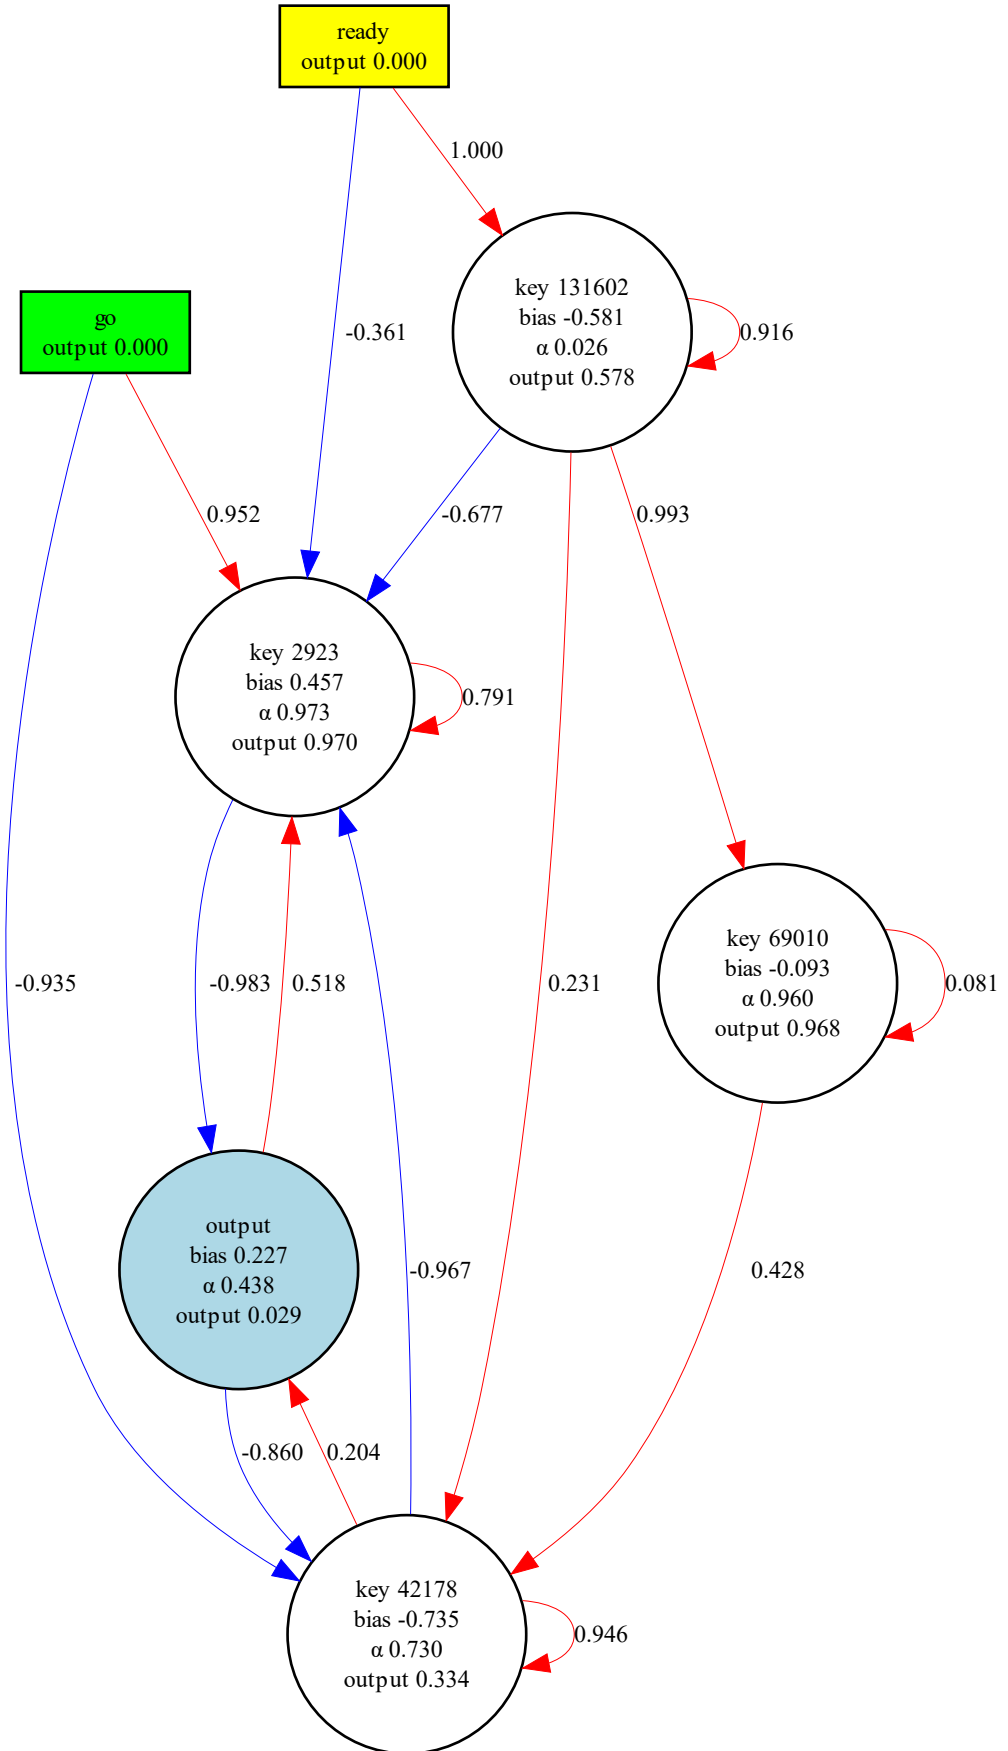 ready
output 0.000
1.000
key 131602
bias -0.581
α 0.026
output 0.578
0.916
go
output 0.000
-0.361
0.952
-0.677
0.993
key 2923
bias 0.457
α 0.973
output 0.970
0.791
key 69010
bias -0.093
α 0.960
output 0.968
0.081
-0.935
-0.983
0.518
0.231
output
bias 0.227
α 0.438
output 0.029
-0.967
0.428
-0.860
0.204
key 42178
bias -0.735
α 0.730
output 0.334
0.946